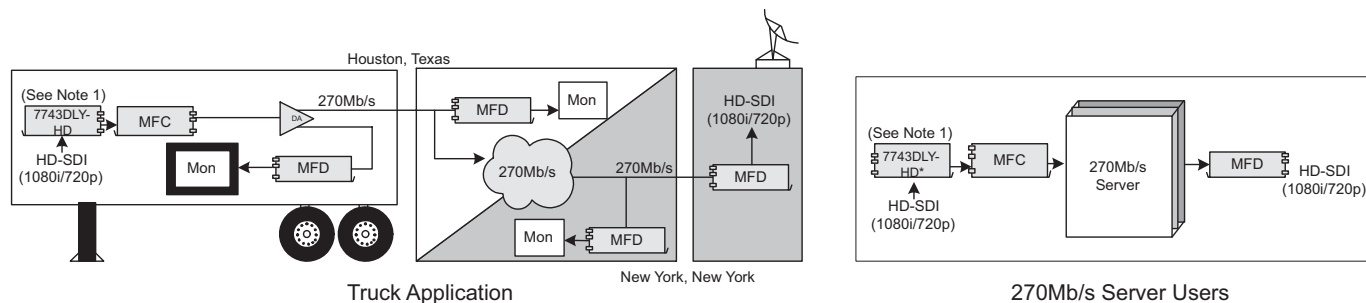 Houston, Texas
(See Note 1)
7743DLY-
HD
MFC
DA
270Mb/s
HD-SDI
(1080i/720p)
Mon
MFD
MFD
Mon
270Mb/s
270Mb/s
Mon
MFD
HD-SDI
(1080i/720p)
MFD
New York, New York
Truck Application
(See Note 1)
7743DLY-
HD*
MFC
HD-SDI
(1080i/720p)
270Mb/s
Server
MFD
HD-SDI
(1080i/720p)
270Mb/s Server Users